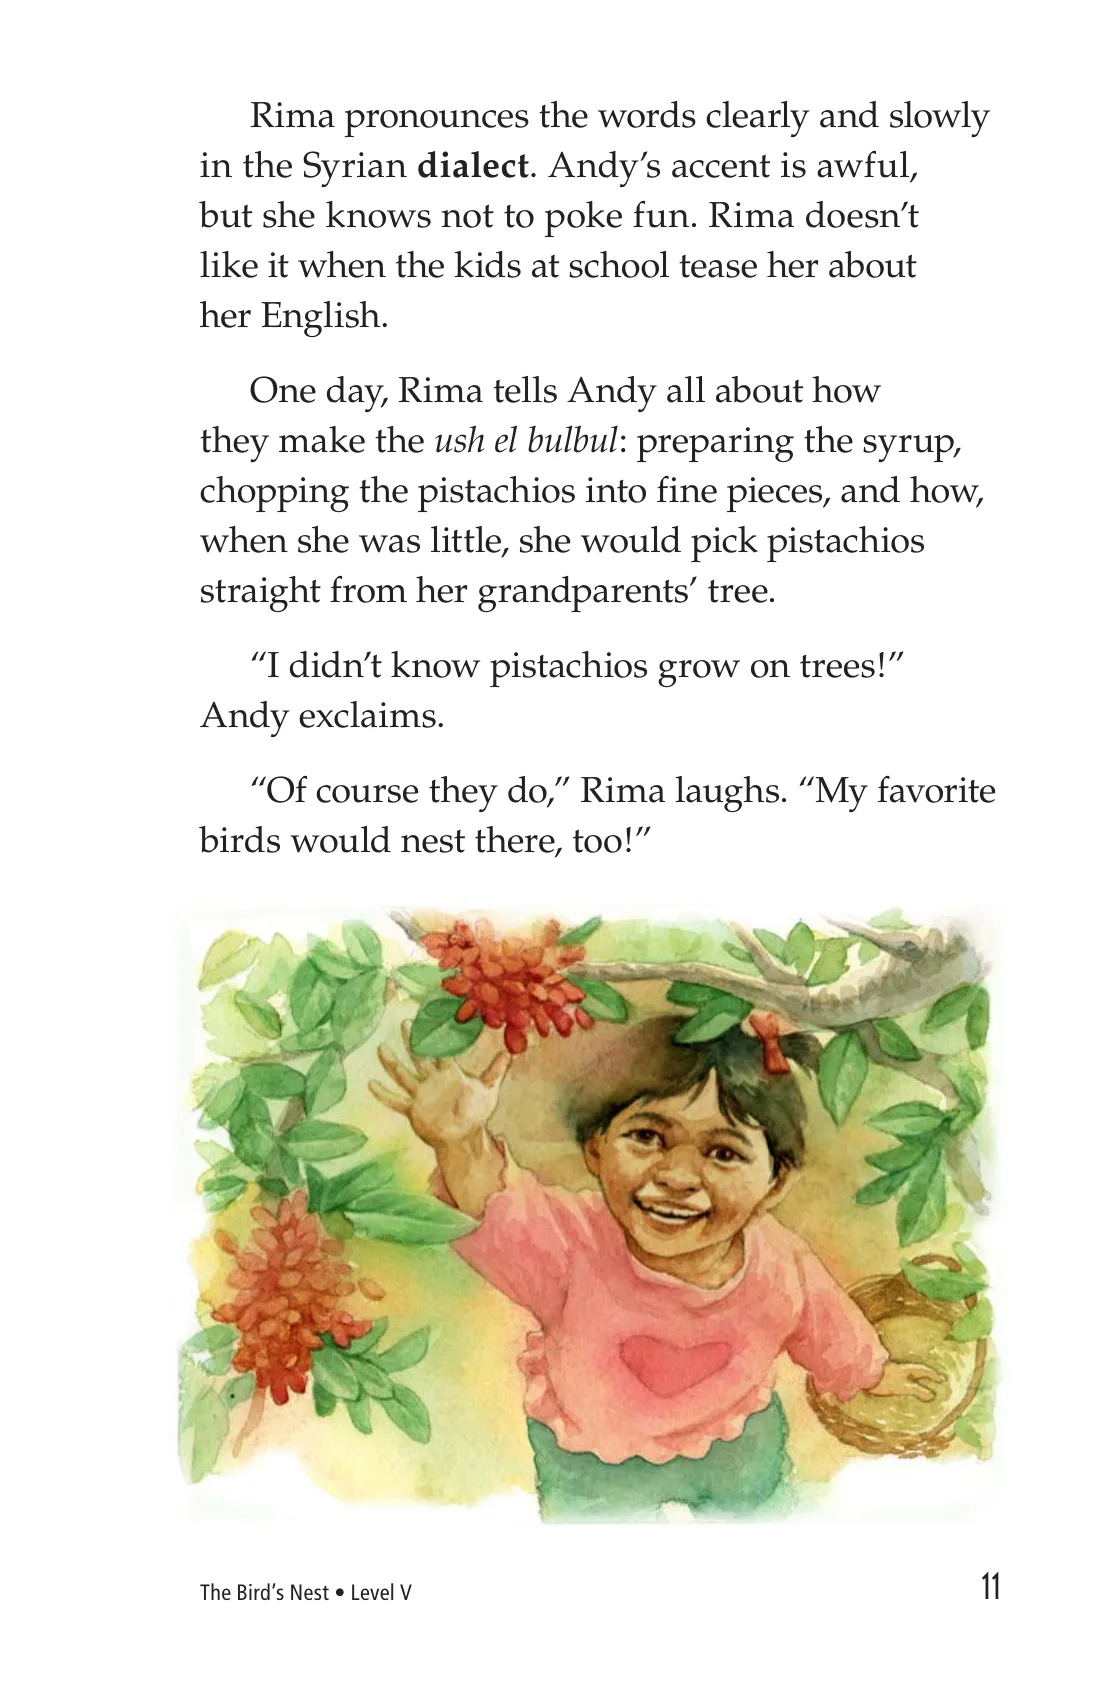 Rima pronounces the words clearly and slowly
in the Syrian dialect. Andy’s accent is awful,
but she knows not to poke fun. Rima doesn’t
like it when the kids at school tease her about
her English.
One day, Rima tells Andy all about how
they make the ush el bulbul: preparing the syrup,
chopping the pistachios into fine pieces, and how,
when she was little, she would pick pistachios
straight from her grandparents’ tree.
“I didn’t know pistachios grow on trees!”
Andy exclaims.
“Of course they do,” Rima laughs. “My favorite
birds would nest there, too!”
The Bird’s Nest • Level V
11